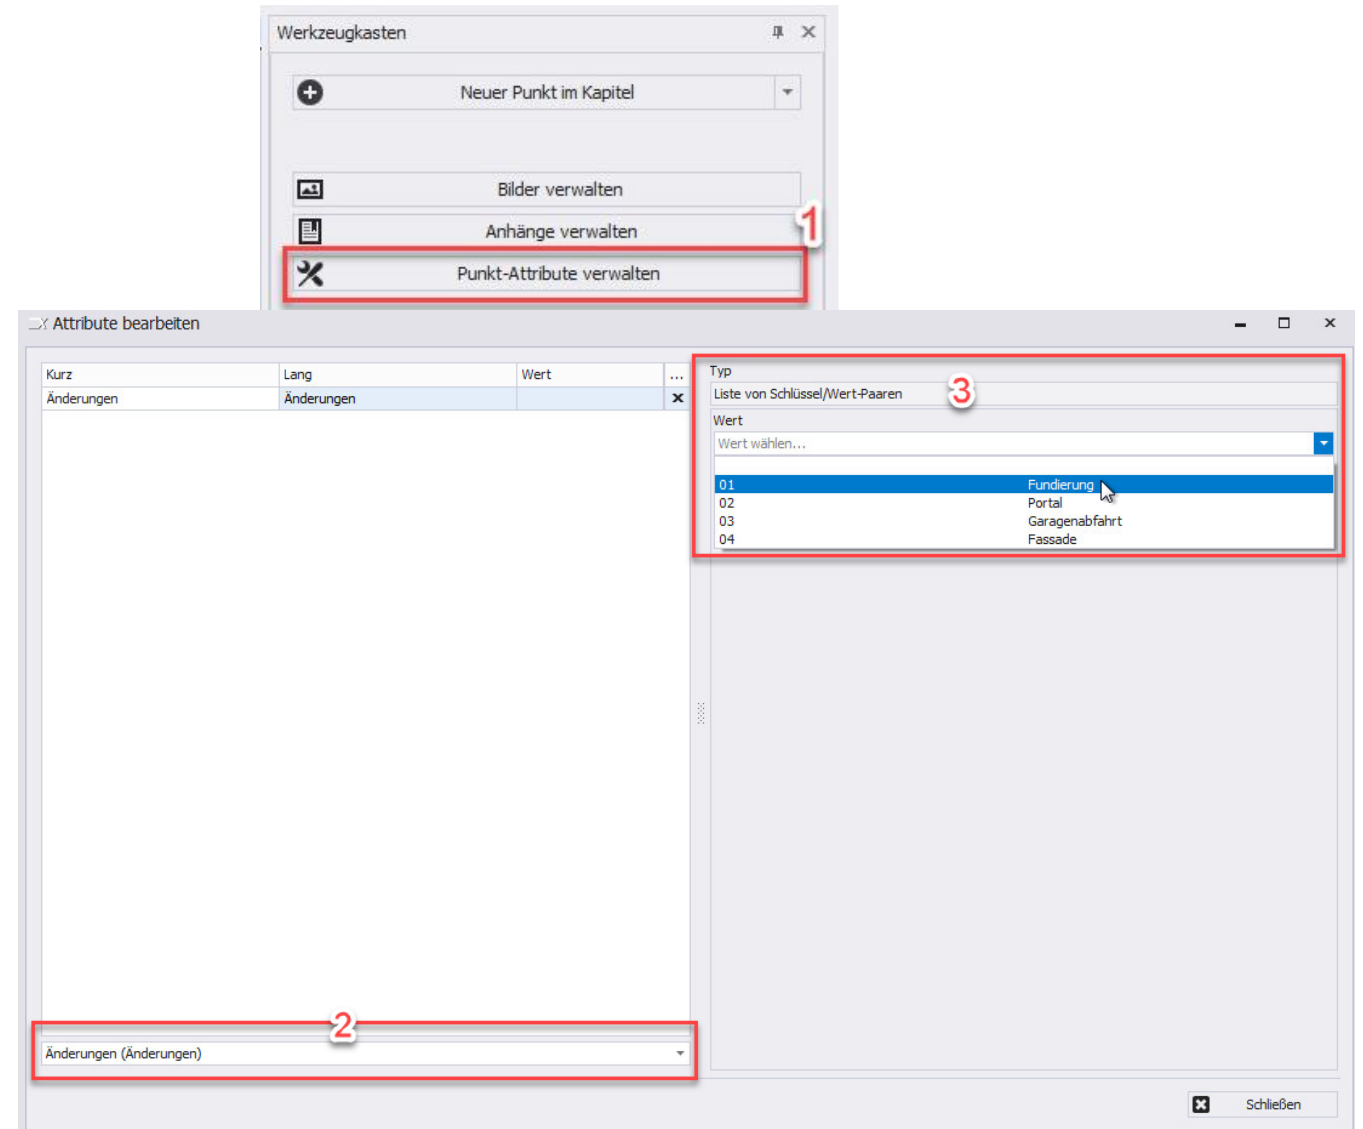 Werkzeugkasten
Neuer Punkt im Kapitel
Bilder verwalten
Anhänge verwalten
1
Punkt-Attribute verwalten
Attribute bearbeiten
Kurz Lang Wert ...
Änderungen Änderungen
Typ
3
Liste von Schlüssel/Wert-Paaren
Wert
Wert wählen...
01 Fundierung
02 Portal
03 Garagenabfahrt
04 Fassade
2
Änderungen (Änderungen)
Schließen